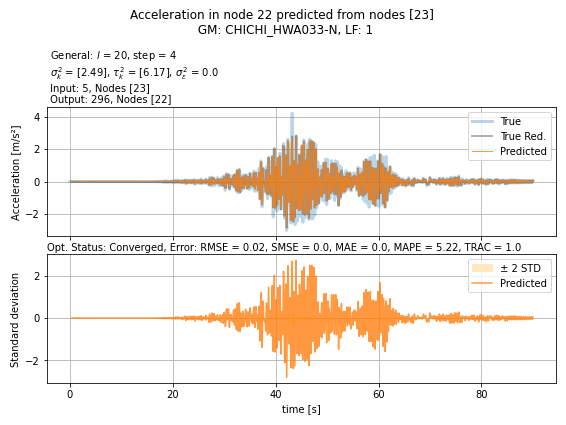 Acceleration in node 22 predicted from nodes [23]
GM: CHICHI_HWA033-N, LF: 1
General: l = 20, step = 4
σ²ₖ = [2.49], τ²ₖ = [6.17], σ²ε = 0.0
Input: 5, Nodes [23]
Output: 296, Nodes [22]
4
2
0
−2
Acceleration [m/s²]
True
True Red.
Predicted
Opt. Status: Converged, Error: RMSE = 0.02, SMSE = 0.0, MAE = 0.0, MAPE = 5.22, TRAC = 1.0
2
0
−2
Standard deviation
± 2 STD
Predicted
0 20 40 60 80
time [s]